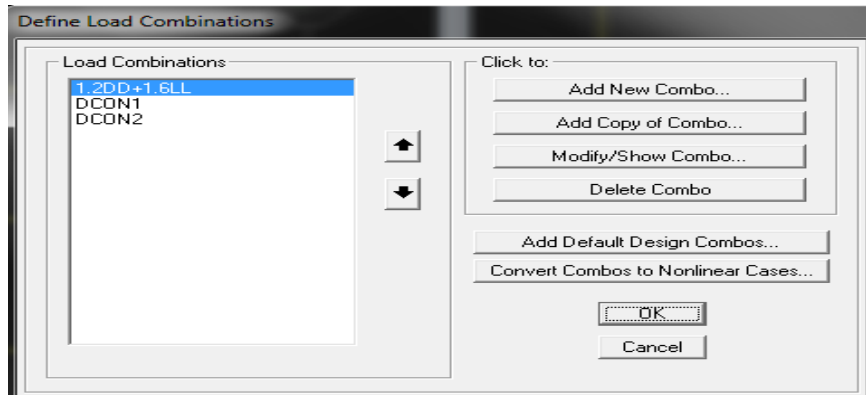 Define Load Combinations
Load Combinations
1.2DD+1.6LL
DCON1
DCON2
Click to:
Add New Combo...
Add Copy of Combo...
Modify/Show Combo...
Delete Combo
Add Default Design Combos...
Convert Combos to Nonlinear Cases...
OK
Cancel